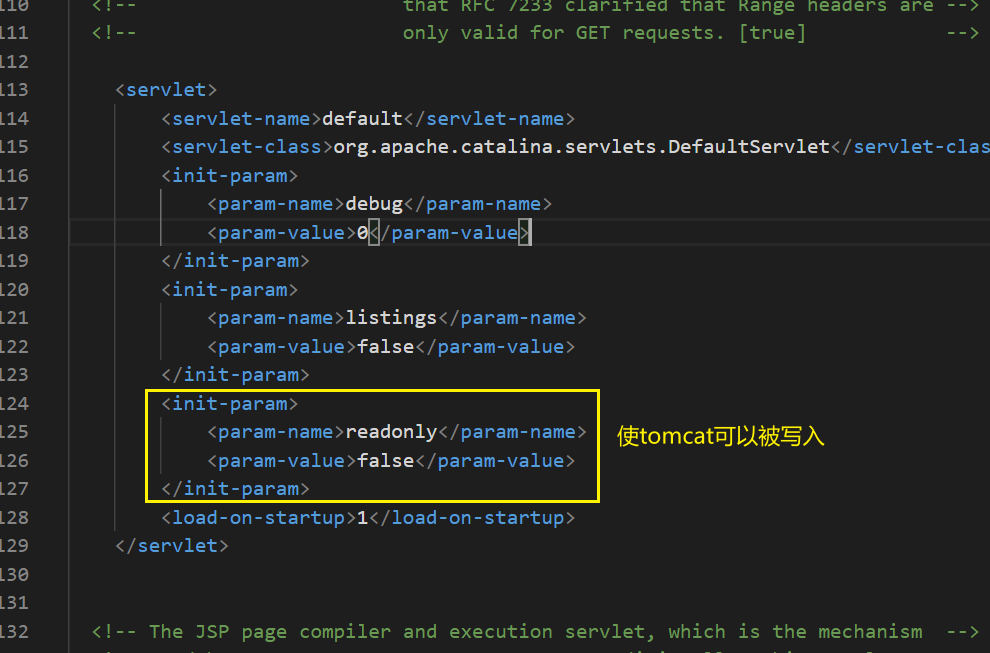 110 <!-- that RFC 7233 clarified that Range headers are -->
111 <!-- only valid for GET requests. [true] -->
112
113 <servlet>
114 <servlet-name>default</servlet-name>
115 <servlet-class>org.apache.catalina.servlets.DefaultServlet</servlet-clas
116 <init-param>
117 <param-name>debug</param-name>
118 <param-value>0</param-value>
119 </init-param>
120 <init-param>
121 <param-name>listings</param-name>
122 <param-value>false</param-value>
123 </init-param>
124 <init-param>
125 <param-name>readonly</param-name>
126 <param-value>false</param-value>
使tomcat可以被写入
127 </init-param>
128 <load-on-startup>1</load-on-startup>
129 </servlet>
130
131
132 <!-- The JSP page compiler and execution servlet, which is the mechanism -->